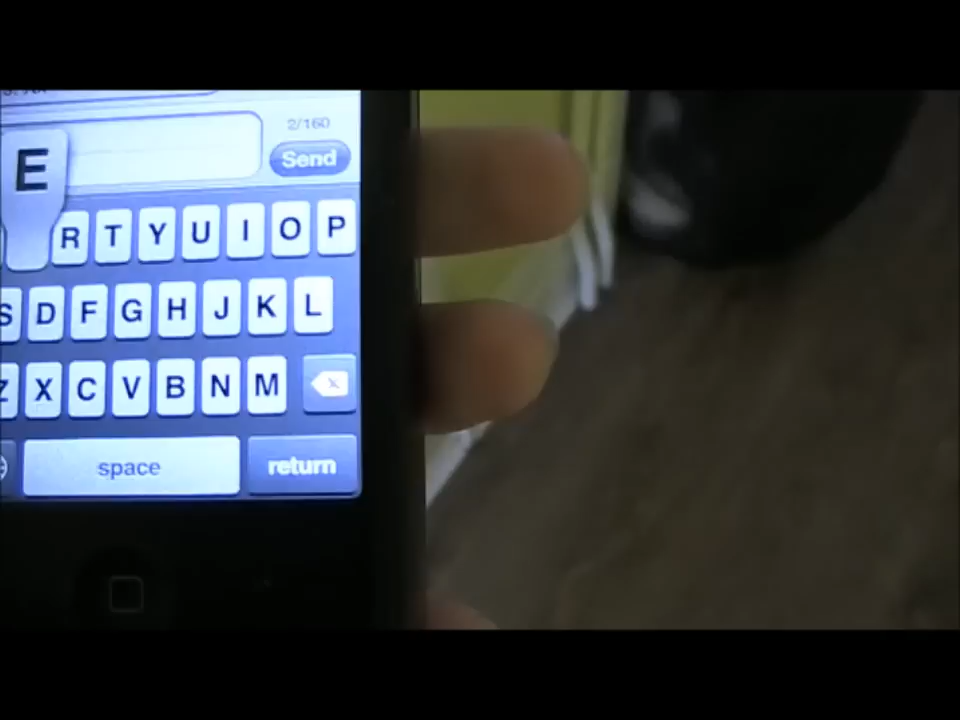 2/160
Send
E
R T Y U I O P
S D F G H J K L
Z X C V B N M
space
return